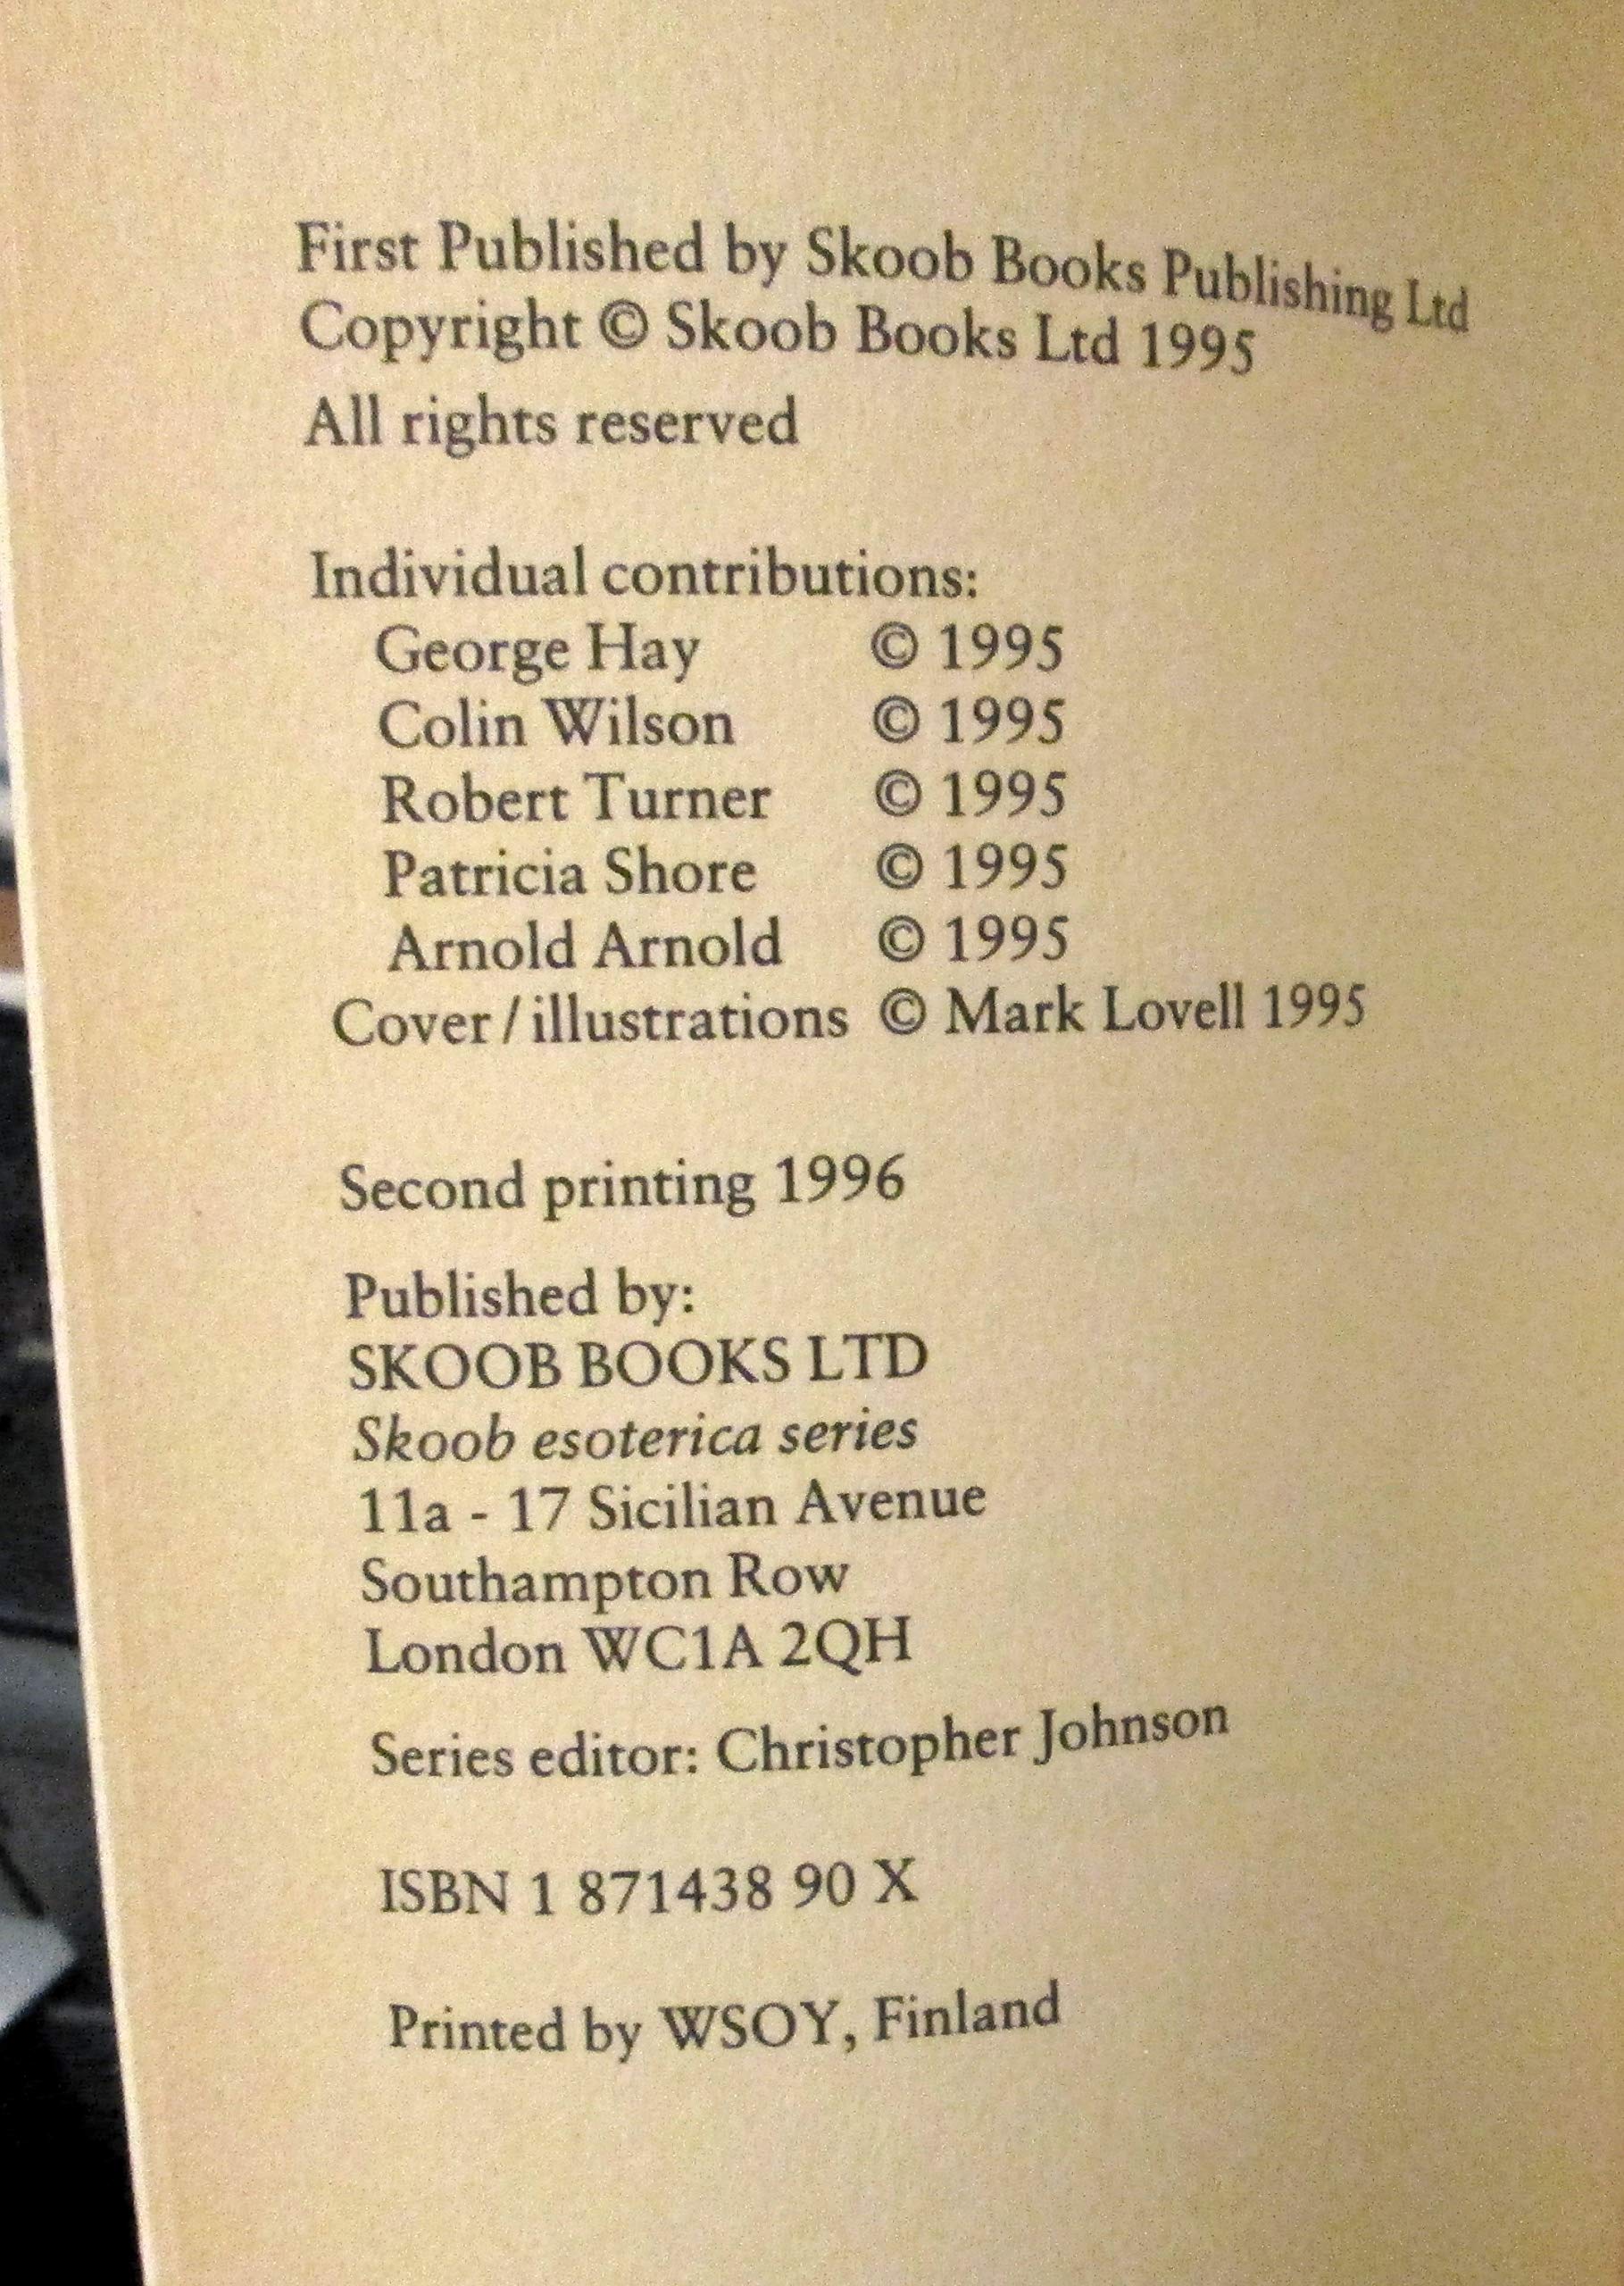 First Published by Skoob Books Publishing Ltd
Copyright © Skoob Books Ltd 1995
All rights reserved
Individual contributions:
George Hay © 1995
Colin Wilson © 1995
Robert Turner © 1995
Patricia Shore © 1995
Arnold Arnold © 1995
Cover / illustrations © Mark Lovell 1995
Second printing 1996
Published by:
SKOOB BOOKS LTD
Skoob esoterica series
11a - 17 Sicilian Avenue
Southampton Row
London WC1A 2QH
Series editor: Christopher Johnson
ISBN 1 871438 90 X
Printed by WSOY, Finland